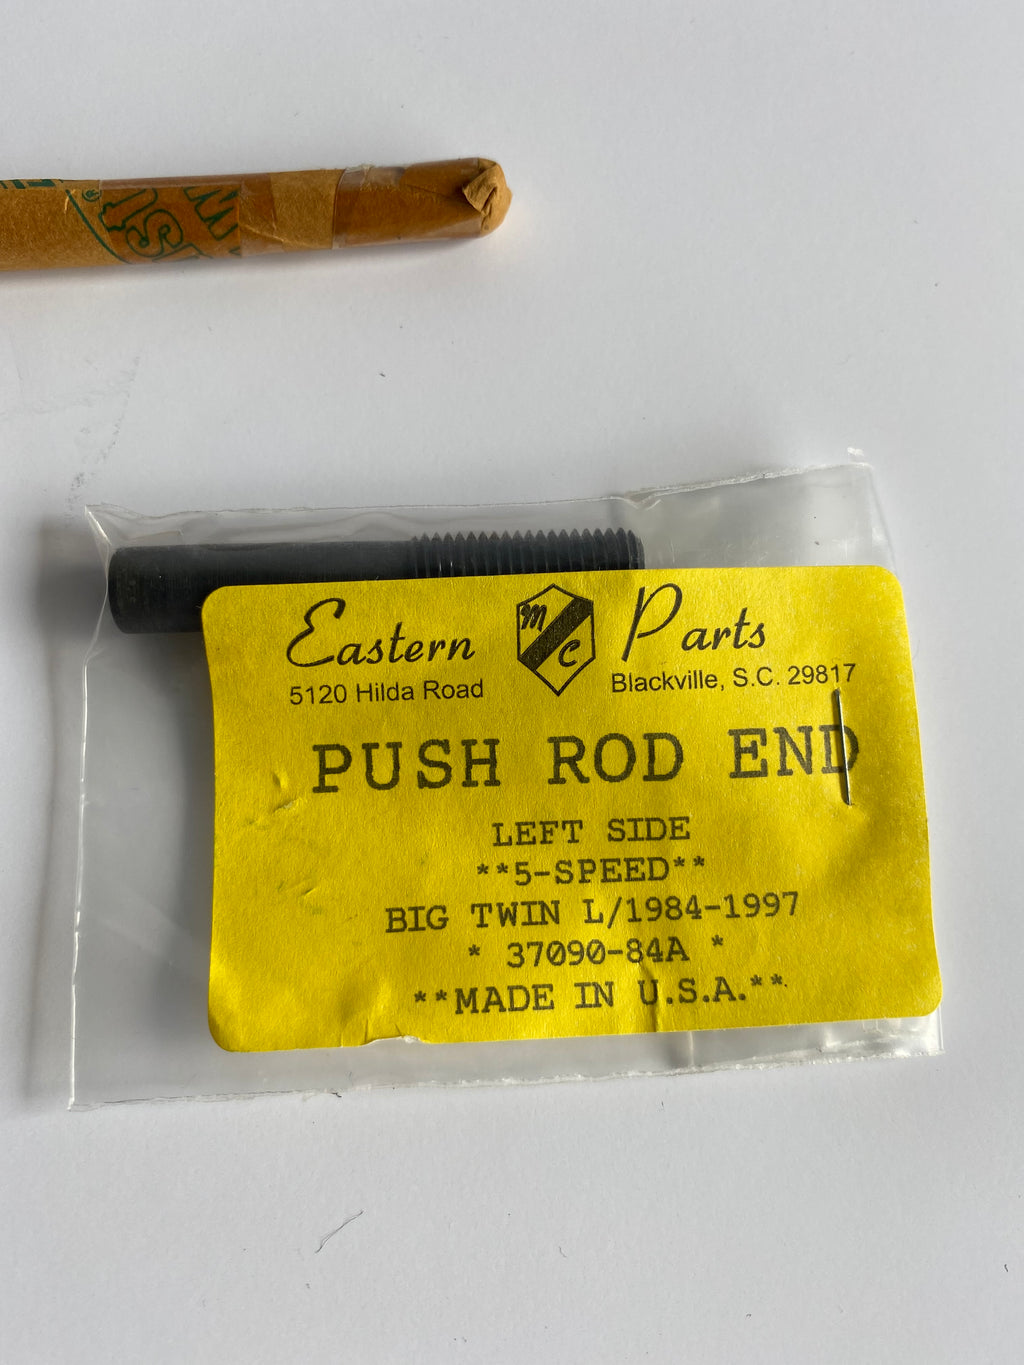 Eastern MC Parts
5120 Hilda Road Blackville, S.C. 29817
PUSH ROD END
LEFT SIDE
**5-SPEED**
BIG TWIN L/1984-1997
* 37090-84A *
**MADE IN U.S.A.**